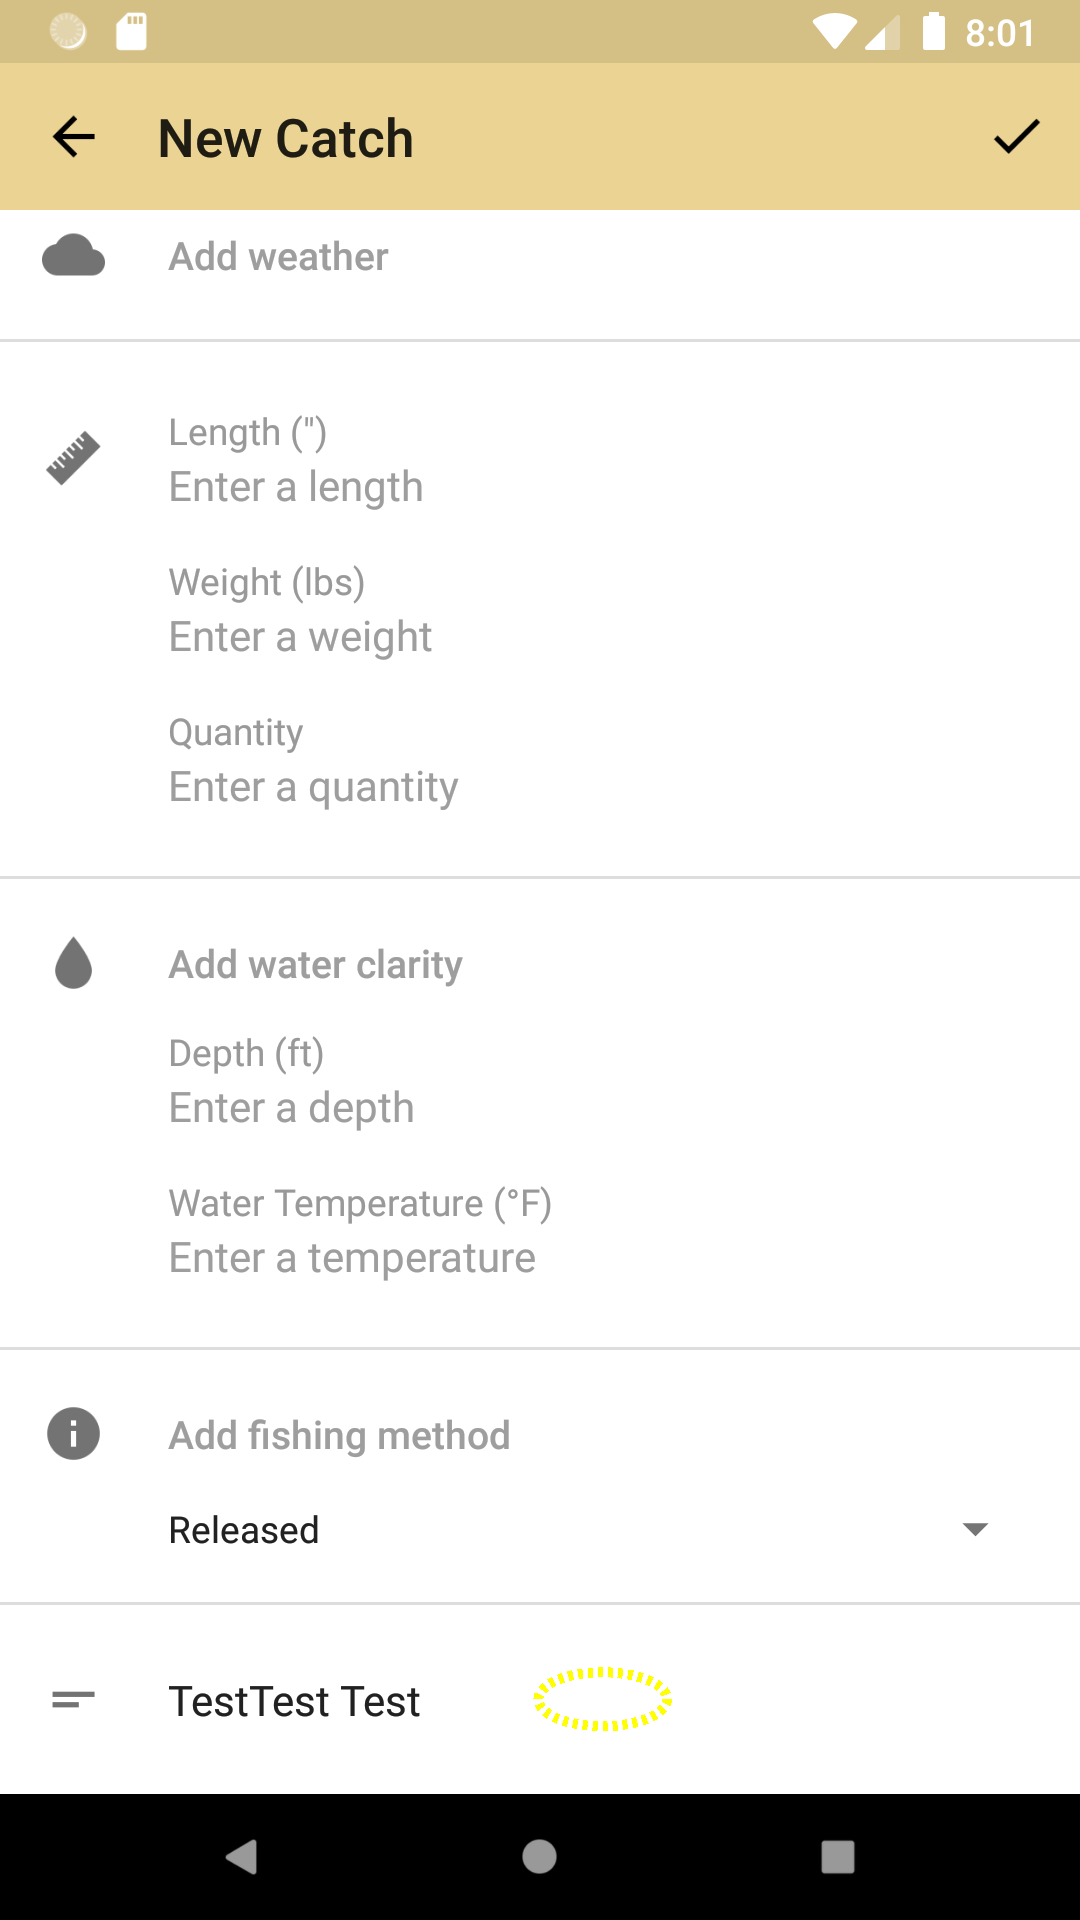 8:01
New Catch
Add weather
Length (")
Enter a length
Weight (lbs)
Enter a weight
Quantity
Enter a quantity
Add water clarity
Depth (ft)
Enter a depth
Water Temperature (°F)
Enter a temperature
Add fishing method
Released
TestTest Test